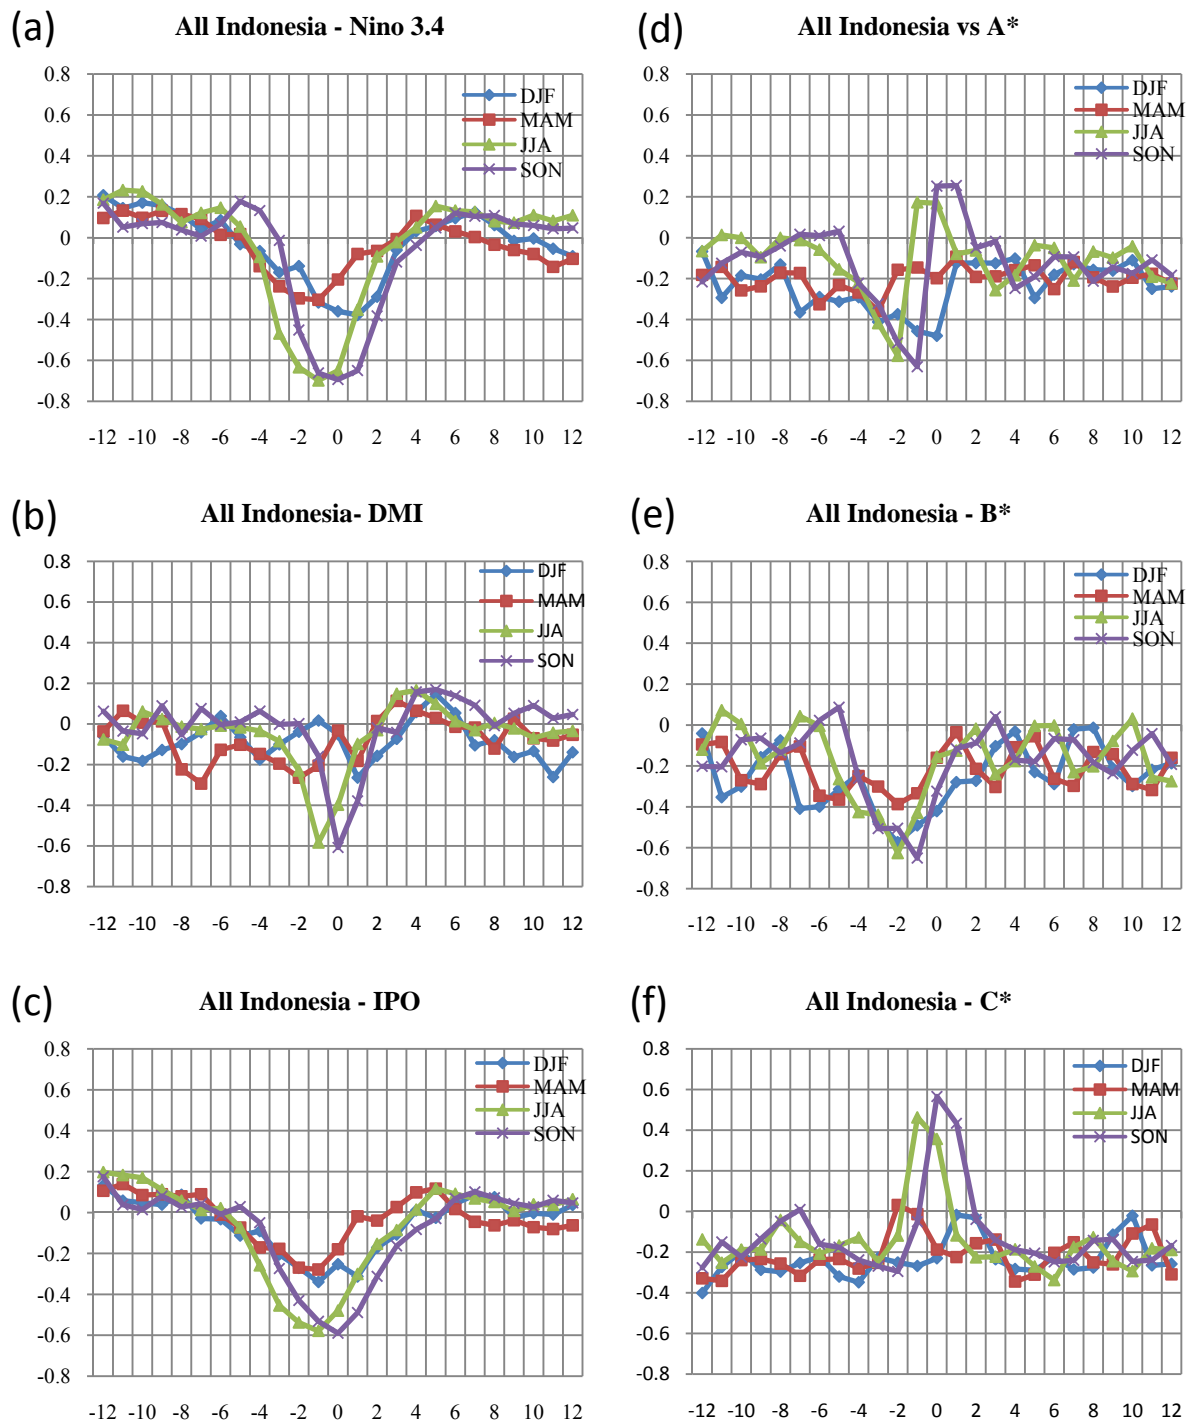 (a)
All Indonesia - Nino 3.4
0.8
0.6
0.4
0.2
0
-0.2
-0.4
-0.6
-0.8
DJF
MAM
JJA
SON
-12 -10 -8 -6 -4 -2 0 2 4 6 8 10 12
(d)
All Indonesia vs A*
0.8
0.6
0.4
0.2
0
-0.2
-0.4
-0.6
-0.8
DJF
MAM
JJA
SON
-12 -10 -8 -6 -4 -2 0 2 4 6 8 10 12
(b)
All Indonesia- DMI
0.8
0.6
0.4
0.2
0
-0.2
-0.4
-0.6
-0.8
DJF
MAM
JJA
SON
-12 -10 -8 -6 -4 -2 0 2 4 6 8 10 12
(e)
All Indonesia - B*
0.8
0.6
0.4
0.2
0
-0.2
-0.4
-0.6
-0.8
DJF
MAM
JJA
SON
-12 -10 -8 -6 -4 -2 0 2 4 6 8 10 12
(c)
All Indonesia - IPO
0.8
0.6
0.4
0.2
0
-0.2
-0.4
-0.6
-0.8
DJF
MAM
JJA
SON
-12 -10 -8 -6 -4 -2 0 2 4 6 8 10 12
(f)
All Indonesia - C*
0.8
0.6
0.4
0.2
0
-0.2
-0.4
-0.6
-0.8
DJF
MAM
JJA
SON
-12 -10 -8 -6 -4 -2 0 2 4 6 8 10 12